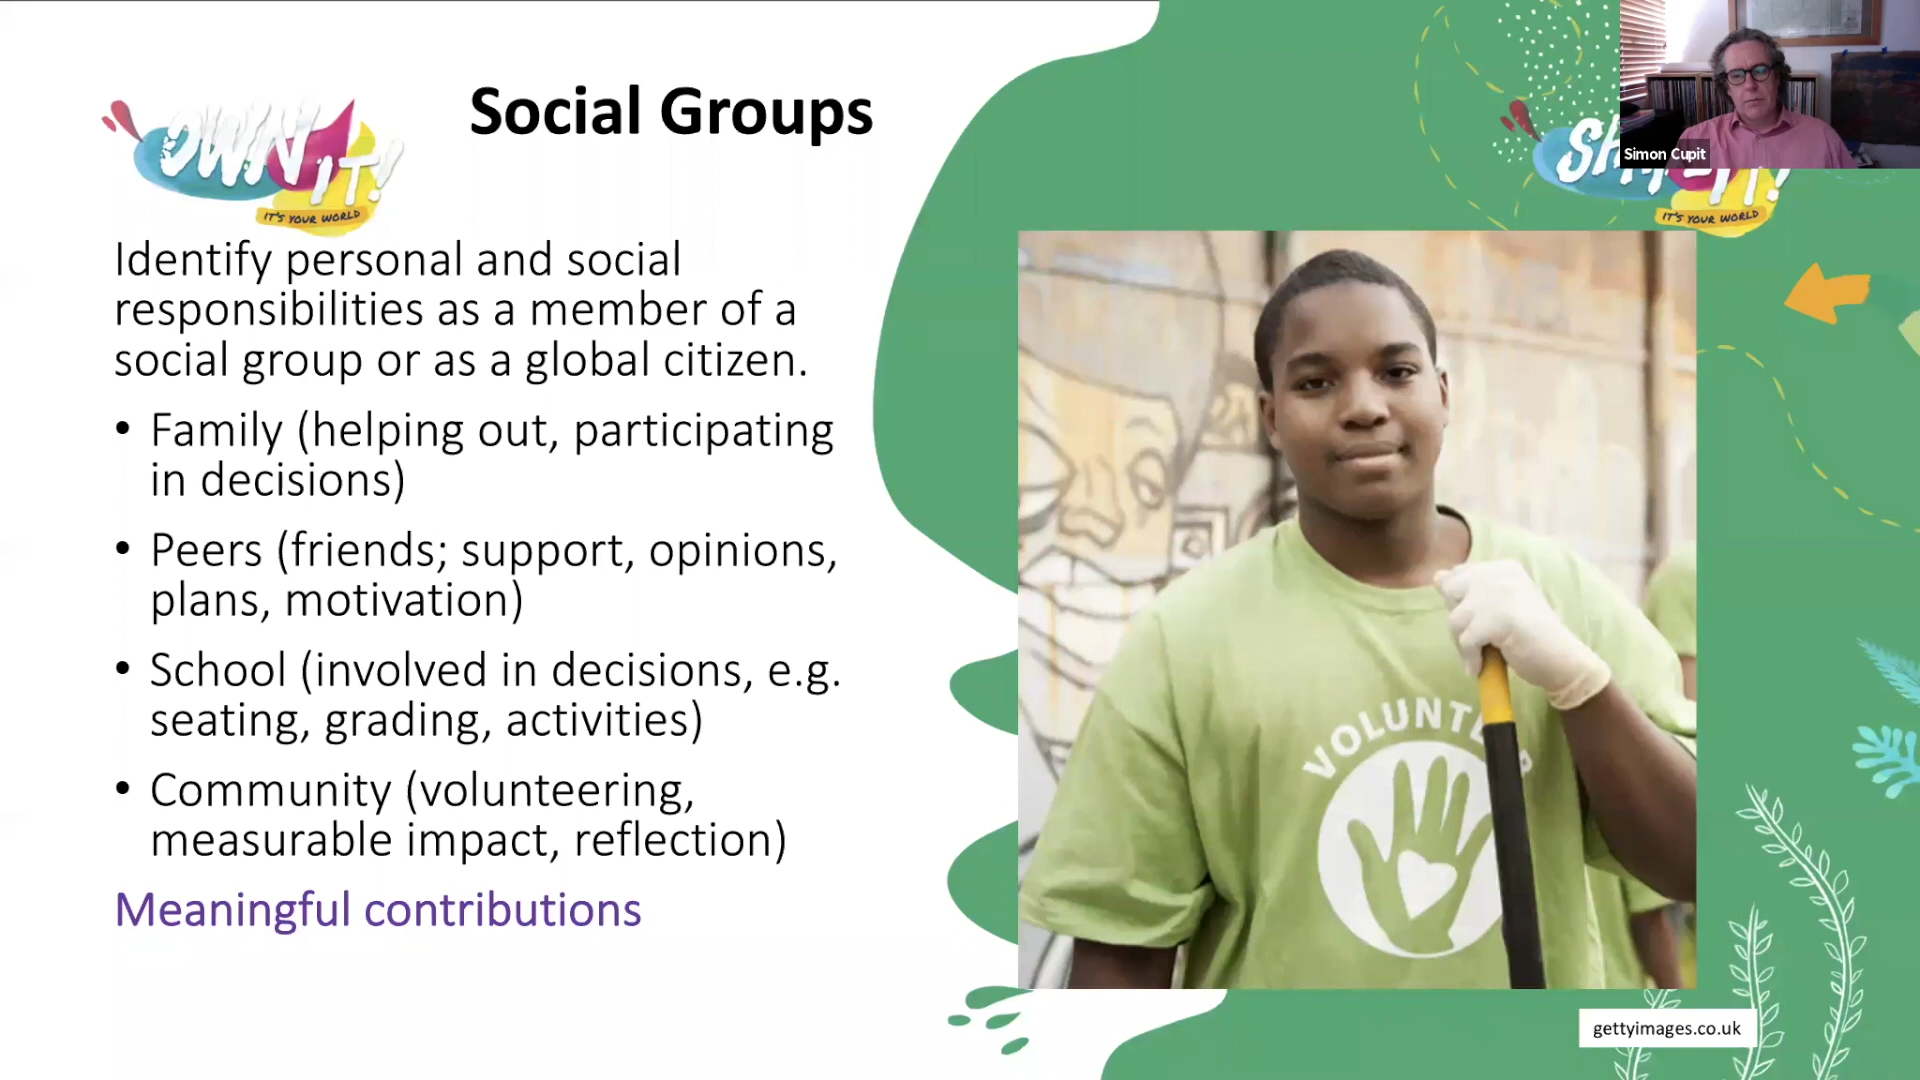 Social Groups
OWN
IT!
IT'S YOUR WORLD
Simon Cupit
IT!
IT'S YOUR WORLD
Identify personal and social
responsibilities as a member of a
social group or as a global citizen.
• Family (helping out, participating
in decisions)
• Peers (friends; support, opinions,
plans, motivation)
• School (involved in decisions, e.g.
seating, grading, activities)
• Community (volunteering,
measurable impact, reflection)
Meaningful contributions
VOLUNTEER
gettyimages.co.uk